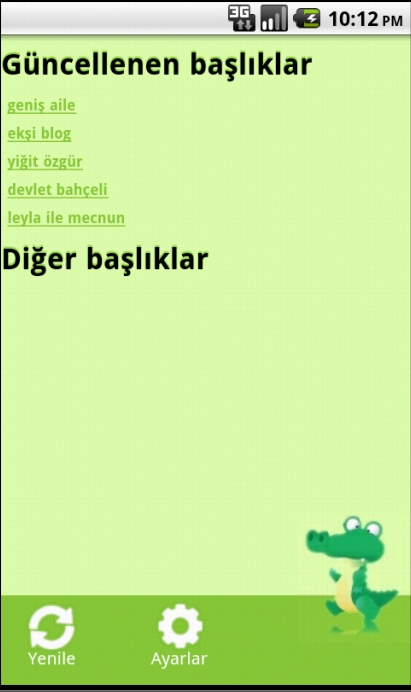 3G 10:12 PM
Güncellenen başlıklar
geniş aile
ekşi blog
yiğit özgür
devlet bahçeli
leyla ile mecnun
Diğer başlıklar
Yenile Ayarlar